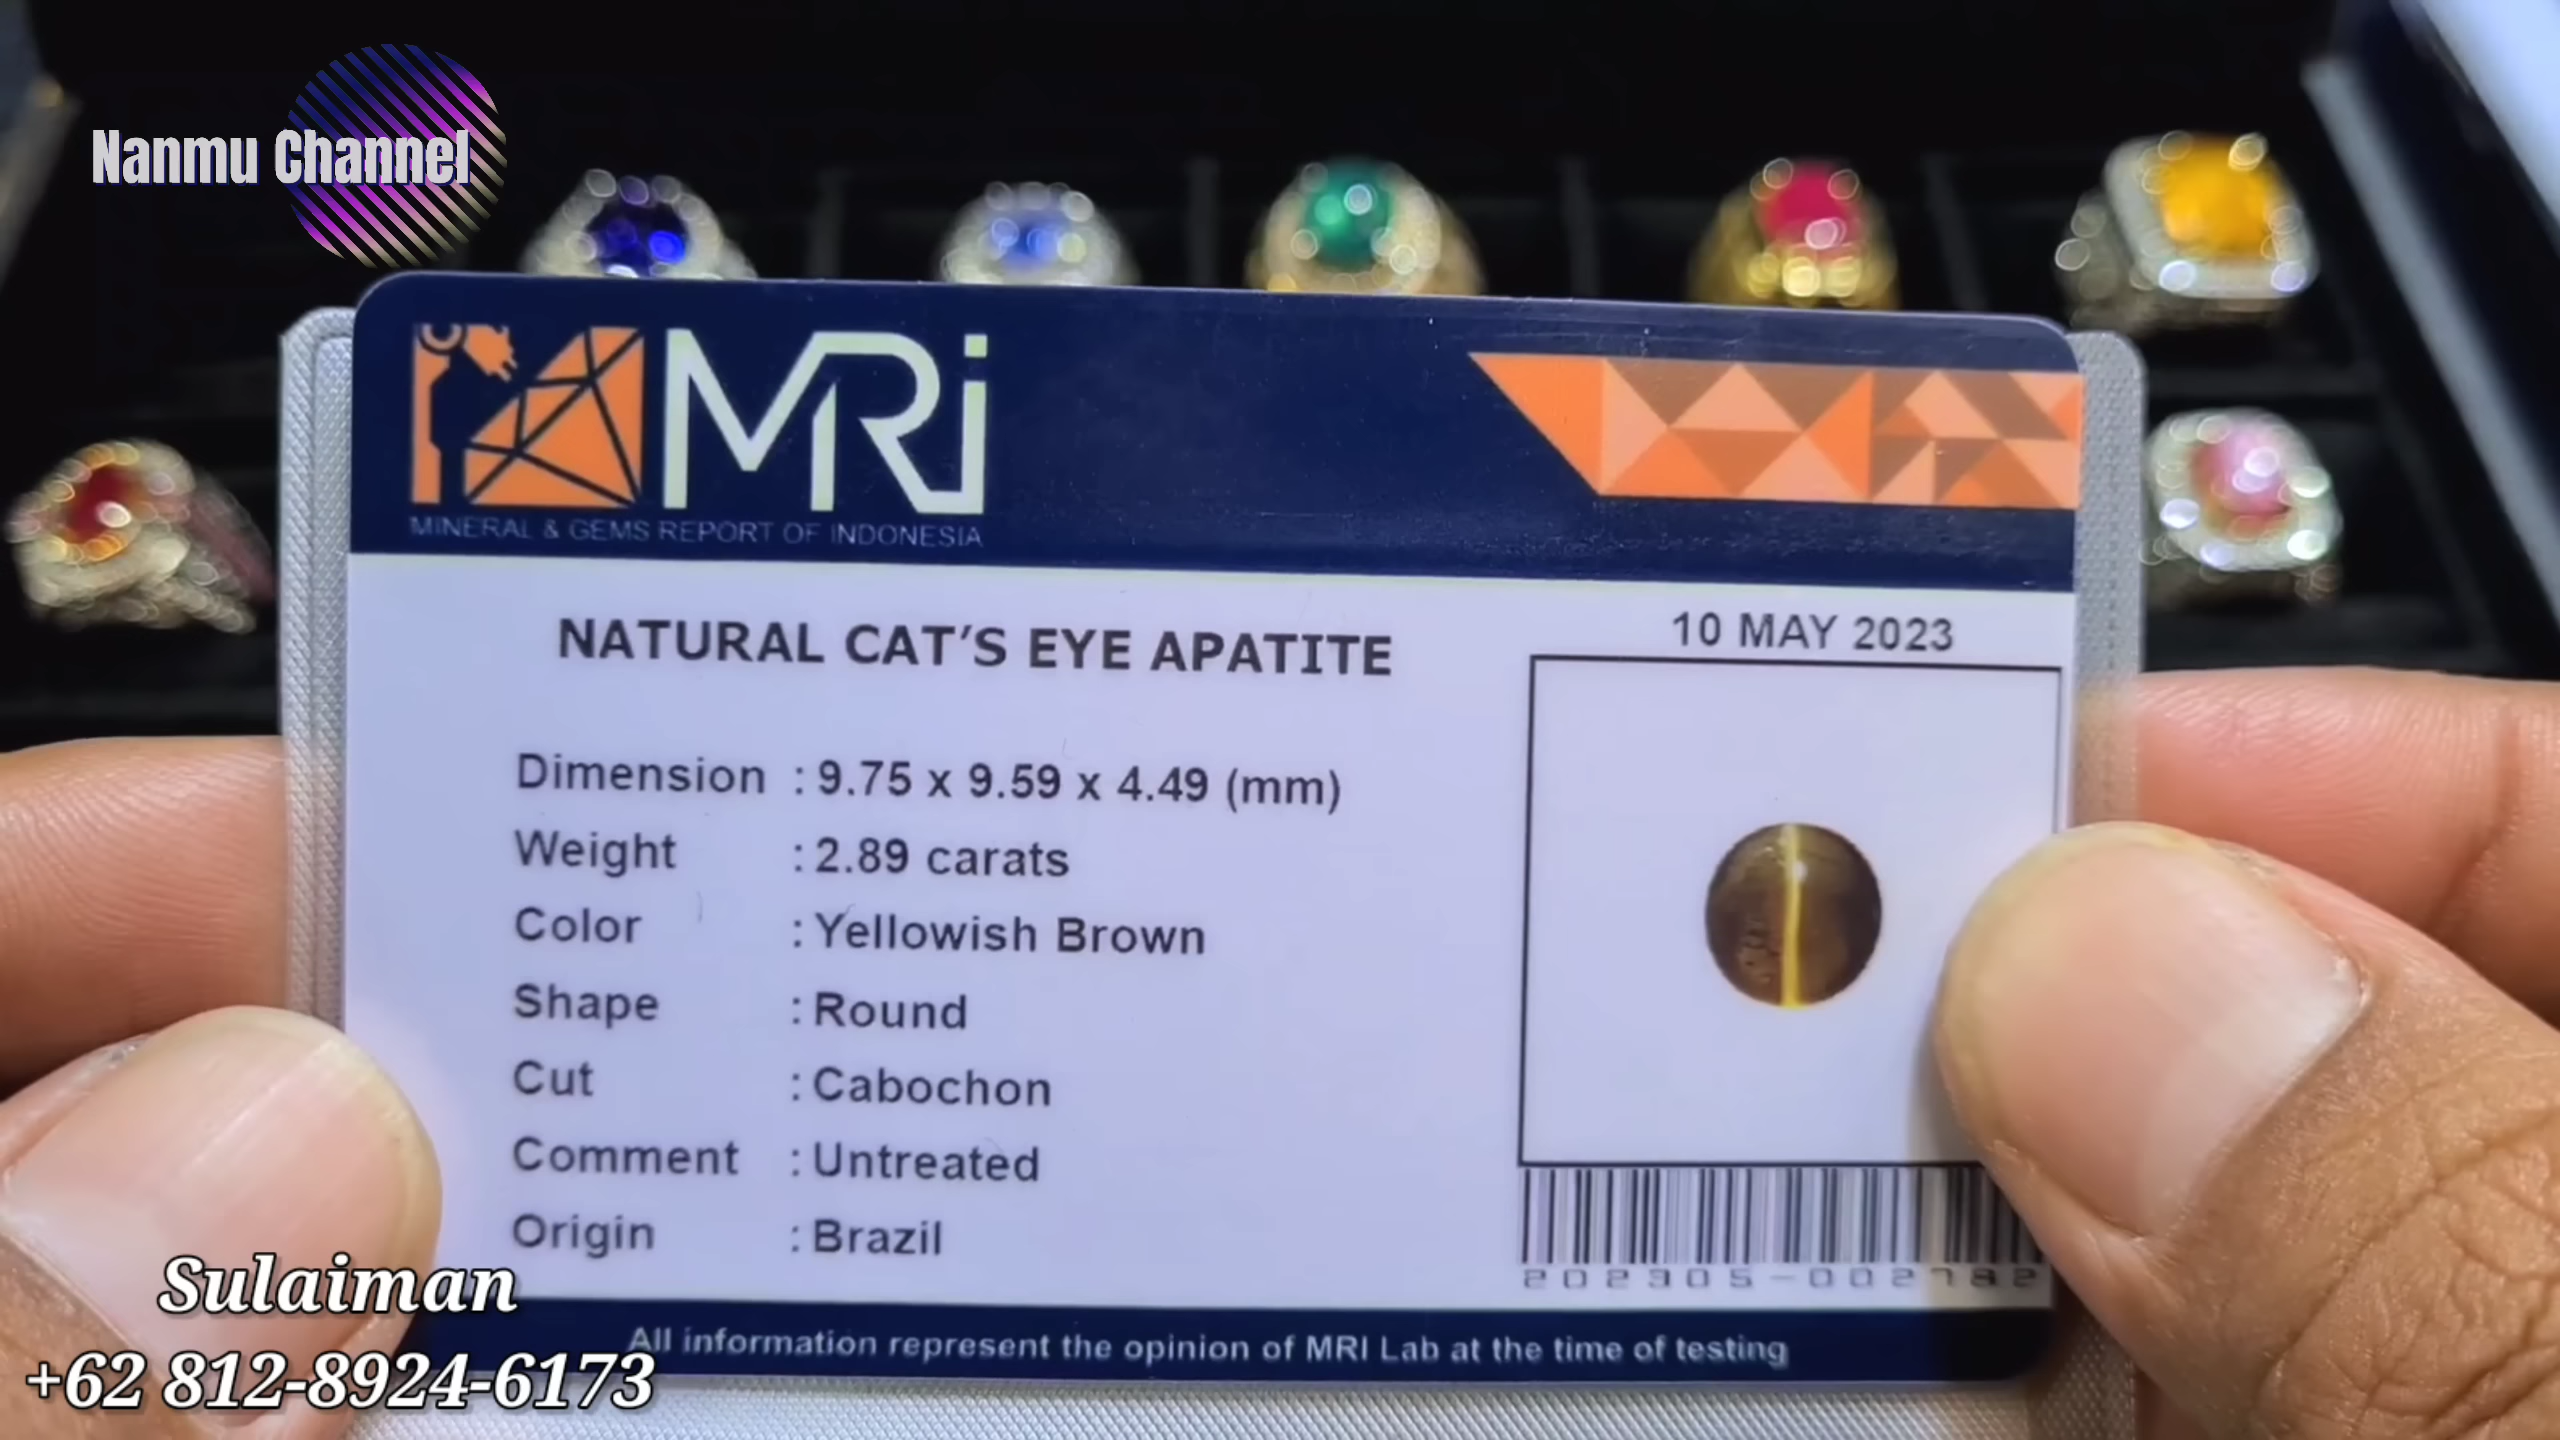 Nanmu Channel
MRi
MINERAL & GEMS REPORT OF INDONESIA
NATURAL CAT'S EYE APATITE
10 MAY 2023
Dimension : 9.75 x 9.59 x 4.49 (mm)
Weight : 2.89 carats
Color : Yellowish Brown
Shape : Round
Cut : Cabochon
Comment : Untreated
Origin : Brazil
202305-002782
All information represent the opinion of MRI Lab at the time of testing
Sulaiman
+62 812-8924-6173